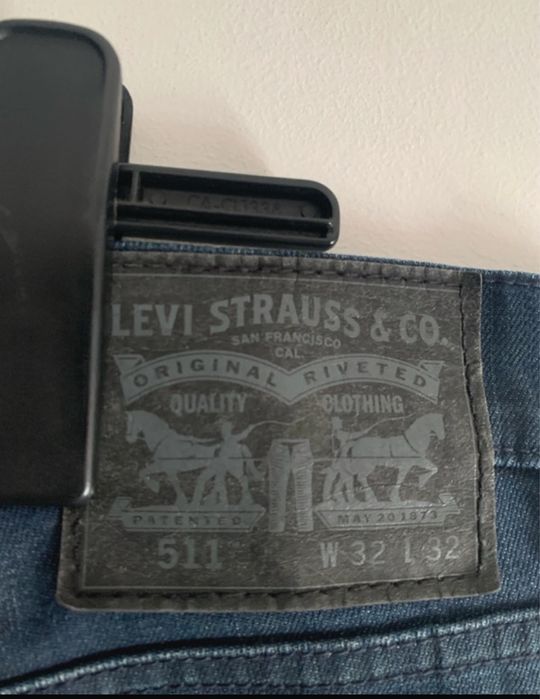 LEVI STRAUSS & CO.
SAN FRANCISCO
CAL.
ORIGINAL RIVETED
QUALITY CLOTHING
PATENTED MAY 20 1873
511 W 32 L 32